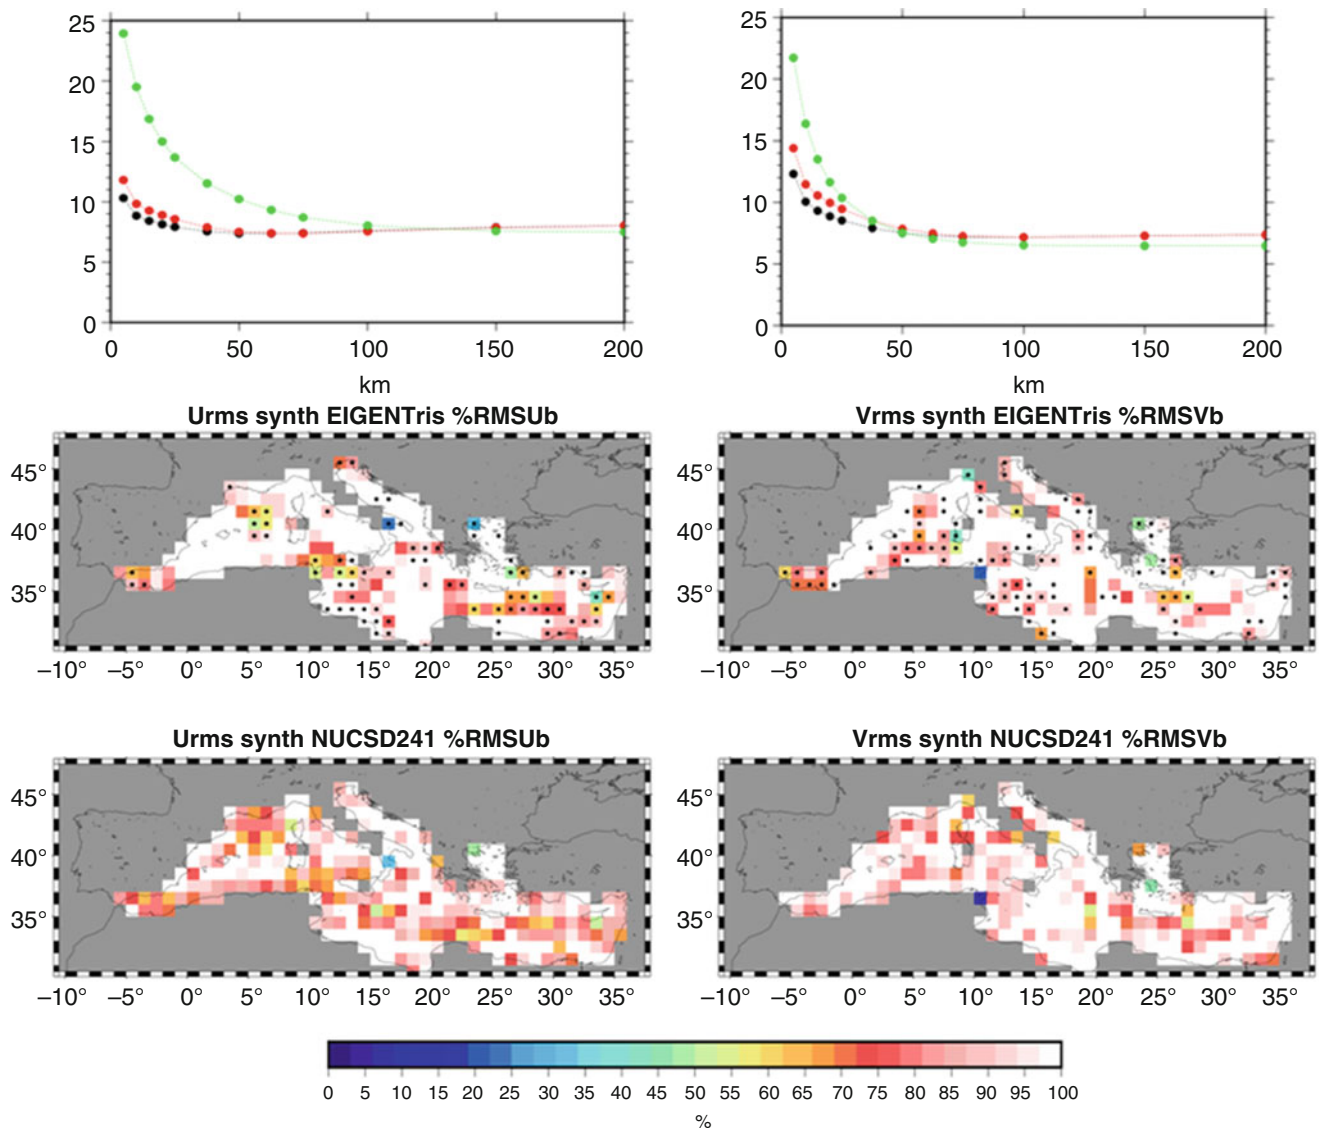 25
20
15
10
5
0
0 50 100 150 200
km
25
20
15
10
5
0
0 50 100 150 200
km
Urms synth EIGENTris %RMSUb
45°
40°
35°
–10° –5° 0° 5° 10° 15° 20° 25° 30° 35°
Vrms synth EIGENTris %RMSVb
45°
40°
35°
–10° –5° 0° 5° 10° 15° 20° 25° 30° 35°
Urms synth NUCSD241 %RMSUb
45°
40°
35°
–10° –5° 0° 5° 10° 15° 20° 25° 30° 35°
Vrms synth NUCSD241 %RMSVb
45°
40°
35°
–10° –5° 0° 5° 10° 15° 20° 25° 30° 35°
0 5 10 15 20 25 30 35 40 45 50 55 60 65 70 75 80 85 90 95 100
%